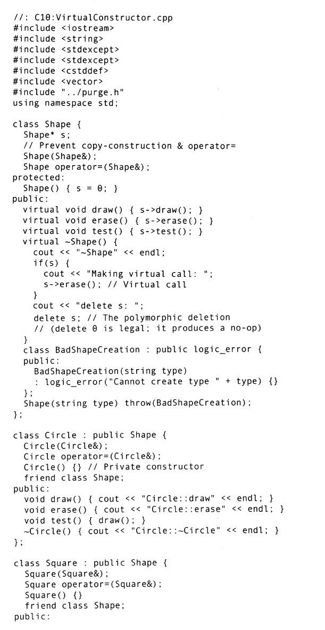 //: C10:VirtualConstructor.cpp
#include <iostream>
#include <string>
#include <stdexcept>
#include <stdexcept>
#include <cstddef>
#include <vector>
#include "../purge.h"
using namespace std;

class Shape {
  Shape* s;
  // Prevent copy-construction & operator=
  Shape(Shape&);
  Shape operator=(Shape&);
protected:
  Shape() { s = 0; }
public:
  virtual void draw() { s->draw(); }
  virtual void erase() { s->erase(); }
  virtual void test() { s->test(); }
  virtual ~Shape() {
    cout << "~Shape" << endl;
    if(s) {
      cout << "Making virtual call: ";
      s->erase(); // Virtual call
    }
    cout << "delete s: ";
    delete s; // The polymorphic deletion
    // (delete 0 is legal; it produces a no-op)
  }
  class BadShapeCreation : public logic_error {
  public:
    BadShapeCreation(string type)
    : logic_error("Cannot create type " + type) {}
  };
  Shape(string type) throw(BadShapeCreation);
};

class Circle : public Shape {
  Circle(Circle&);
  Circle operator=(Circle&);
  Circle() {} // Private constructor
  friend class Shape;
public:
  void draw() { cout << "Circle::draw" << endl; }
  void erase() { cout << "Circle::erase" << endl; }
  void test() { draw(); }
  ~Circle() { cout << "Circle::~Circle" << endl; }
};

class Square : public Shape {
  Square(Square&);
  Square operator=(Square&);
  Square() {}
  friend class Shape;
public: